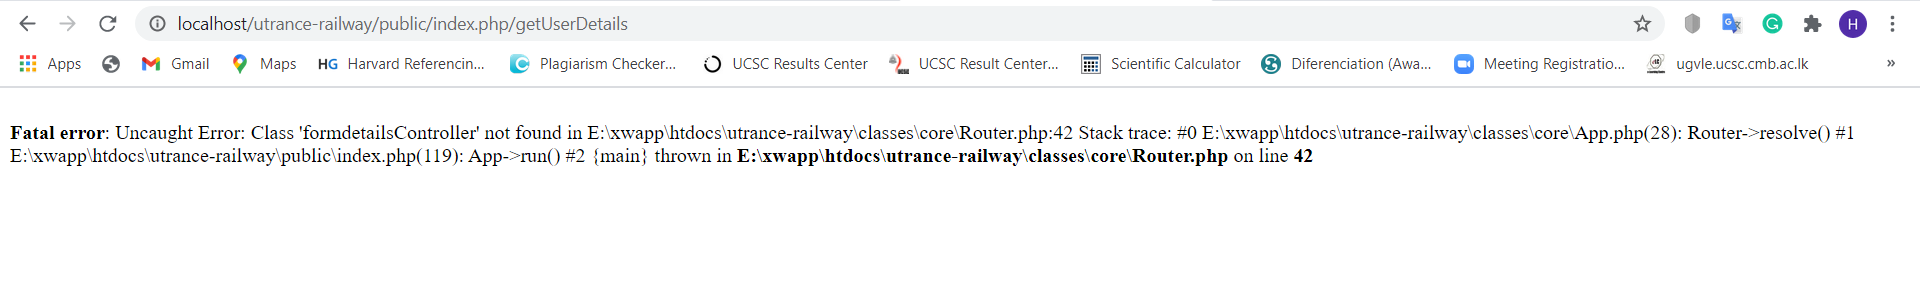 localhost/utrance-railway/public/index.php/getUserDetails
H
Apps Gmail Maps HG Harvard Referencin... Plagiarism Checker... UCSC Results Center UCSC Result Center... Scientific Calculator Diferenciation (Awa... Meeting Registratio... ugvle.ucsc.cmb.ac.lk »
Fatal error: Uncaught Error: Class 'formdetailsController' not found in E:\xwapp\htdocs\utrance-railway\classes\core\Router.php:42 Stack trace: #0 E:\xwapp\htdocs\utrance-railway\classes\core\App.php(28): Router->resolve() #1
E:\xwapp\htdocs\utrance-railway\public\index.php(119): App->run() #2 {main} thrown in E:\xwapp\htdocs\utrance-railway\classes\core\Router.php on line 42